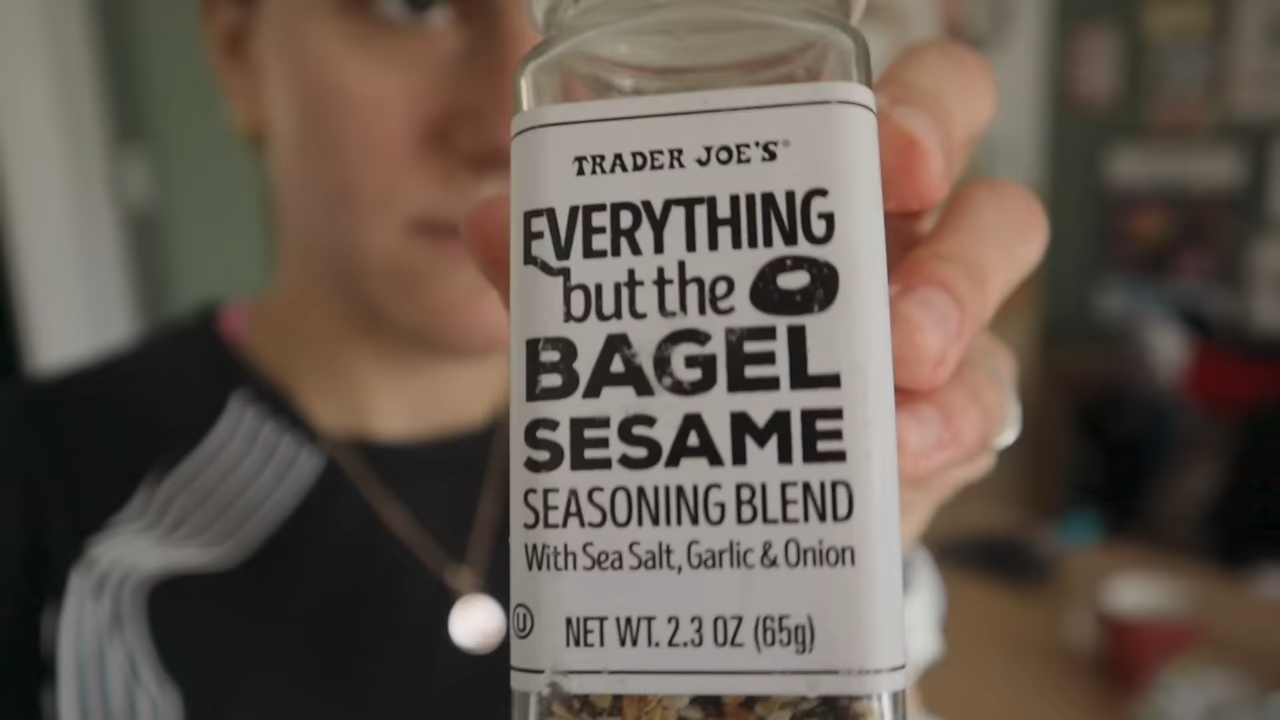 TRADER JOE'S®
EVERYTHING
but the
BAGEL
SESAME
SEASONING BLEND
With Sea Salt, Garlic & Onion
U
NET WT. 2.3 OZ (65g)